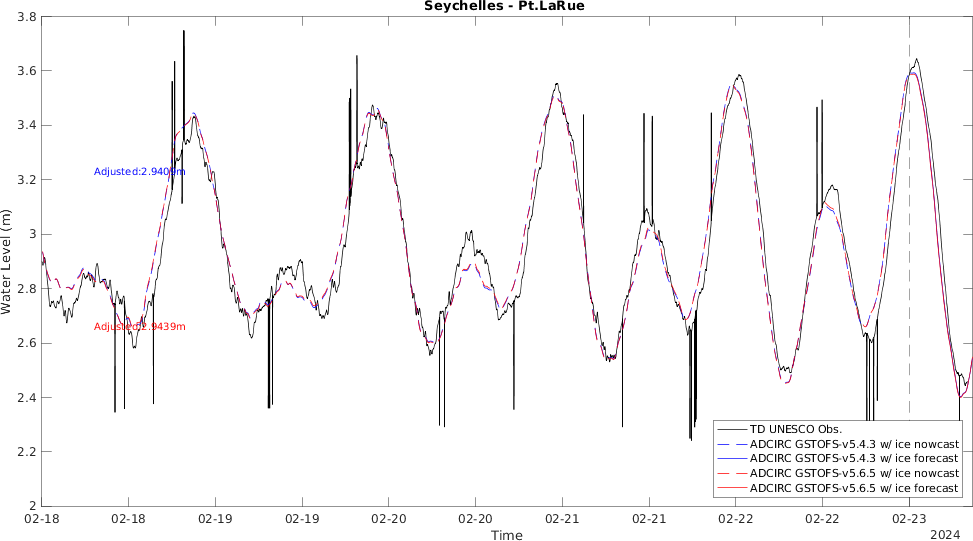 Seychelles - Pt.LaRue
3.8
3.6
3.4
3.2
3
2.8
2.6
2.4
2.2
2
Water Level (m)
Adjusted:2.9409m
Adjusted:2.9439m
TD UNESCO Obs.
ADCIRC GSTOFS-v5.4.3 w/ ice nowcast
ADCIRC GSTOFS-v5.4.3 w/ ice forecast
ADCIRC GSTOFS-v5.6.5 w/ ice nowcast
ADCIRC GSTOFS-v5.6.5 w/ ice forecast
02-18 02-18 02-19 02-19 02-20 02-20 02-21 02-21 02-22 02-22 02-23
Time
2024